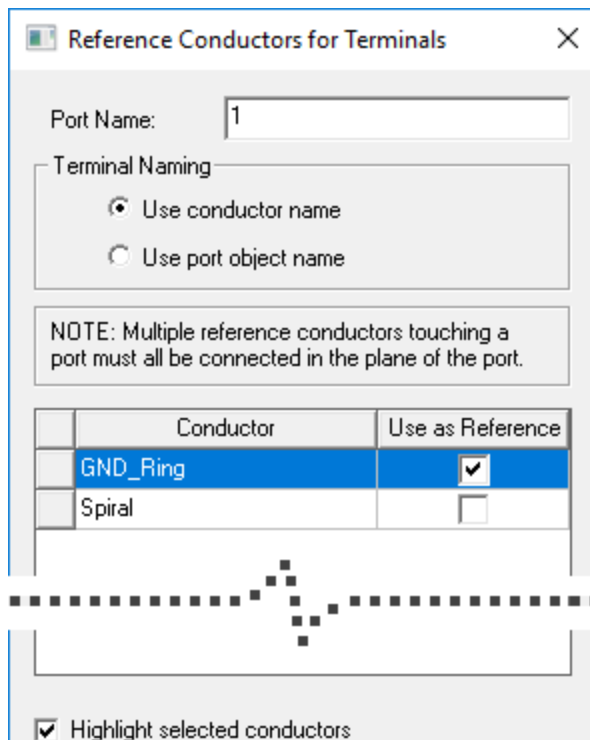 Reference Conductors for Terminals
Port Name: 1
Terminal Naming
Use conductor name
Use port object name
NOTE: Multiple reference conductors touching a
port must all be connected in the plane of the port.
Conductor Use as Reference
GND_Ring
Spiral
Highlight selected conductors